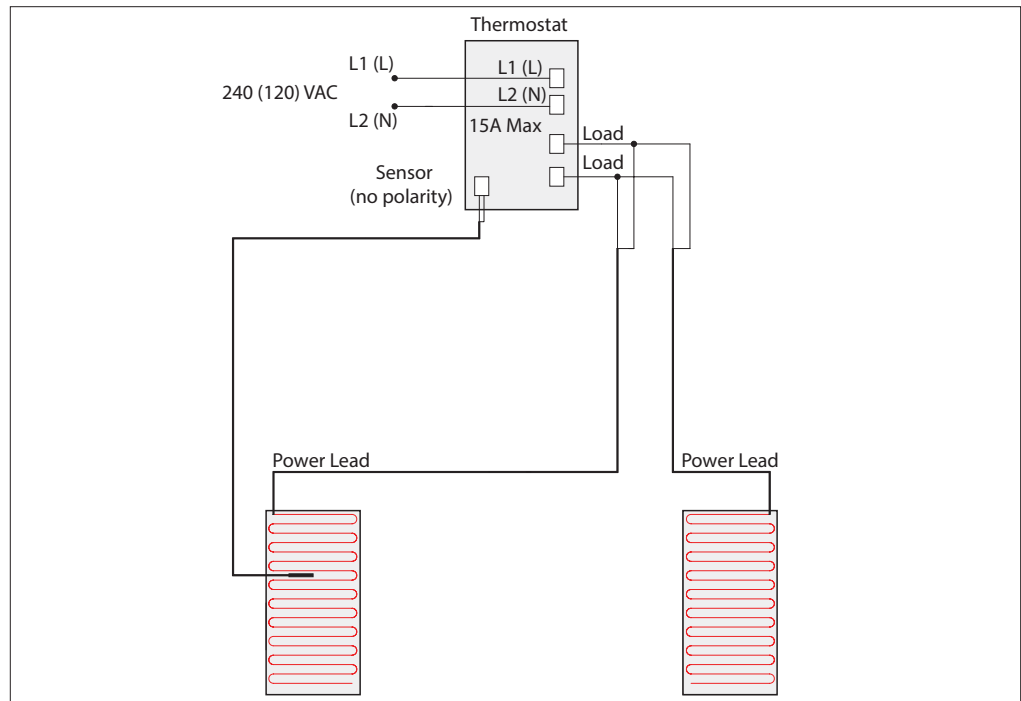 Thermostat
L1 (L)
L1 (L)
240 (120) VAC
L2 (N)
L2 (N)
15A Max
Load
Load
Sensor
(no polarity)
Power Lead
Power Lead